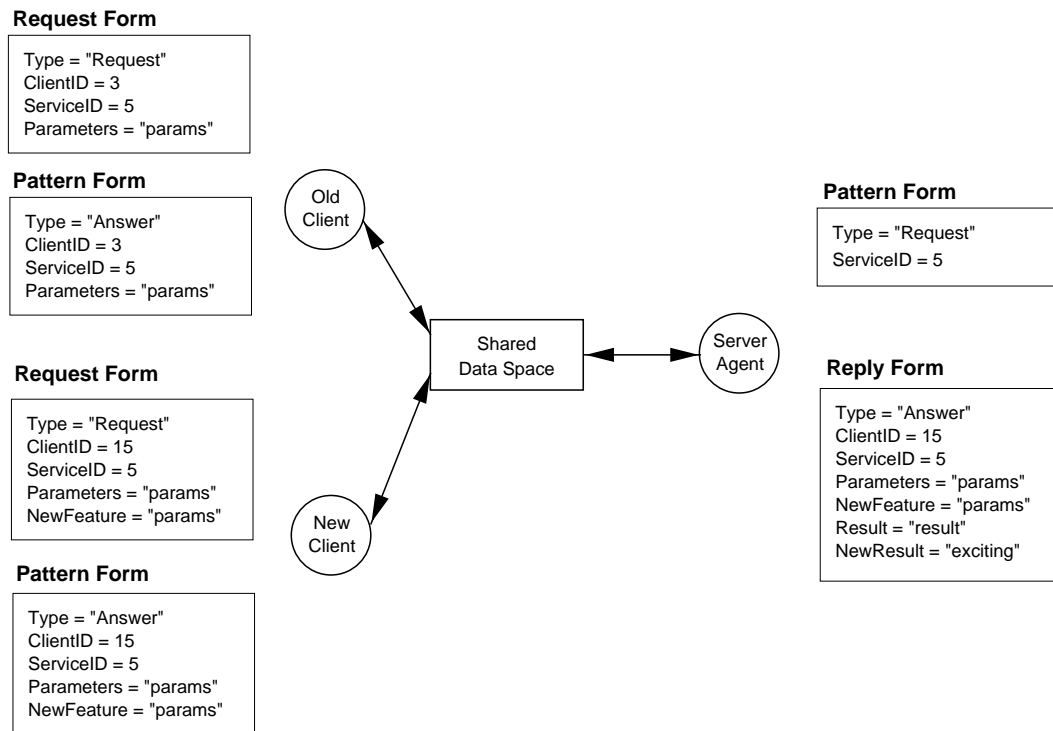 Request Form
Type = "Request"
ClientID = 3
ServiceID = 5
Parameters = "params"
Pattern Form
Type = "Answer"
ClientID = 3
ServiceID = 5
Parameters = "params"
Request Form
Type = "Request"
ClientID = 15
ServiceID = 5
Parameters = "params"
NewFeature = "params"
Pattern Form
Type = "Answer"
ClientID = 15
ServiceID = 5
Parameters = "params"
NewFeature = "params"
Old
Client
New
Client
Shared
Data Space
Server
Agent
Pattern Form
Type = "Request"
ServiceID = 5
Reply Form
Type = "Answer"
ClientID = 15
ServiceID = 5
Parameters = "params"
NewFeature = "params"
Result = "result"
NewResult = "exciting"